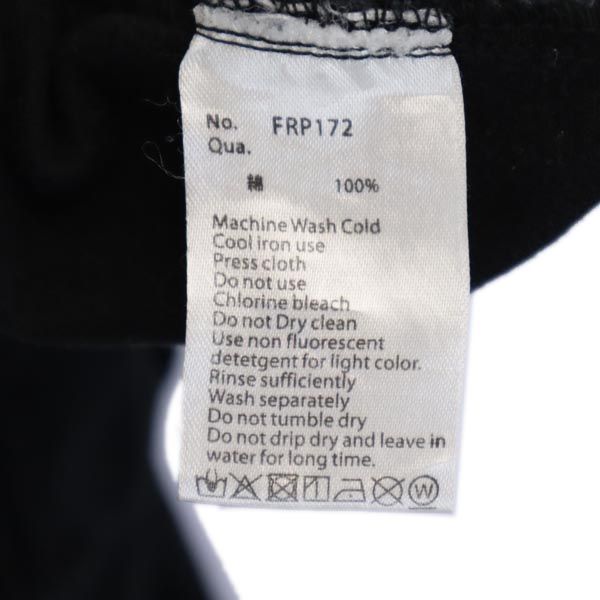 No. FRP172
Qua.
綿 100%
Machine Wash Cold
Cool iron use
Press cloth
Do not use
Chlorine bleach
Do not Dry clean
Use non fluorescent
detetgent for light color.
Rinse sufficiently
Wash separately
Do not tumble dry
Do not drip dry and leave in
water for long time.
W